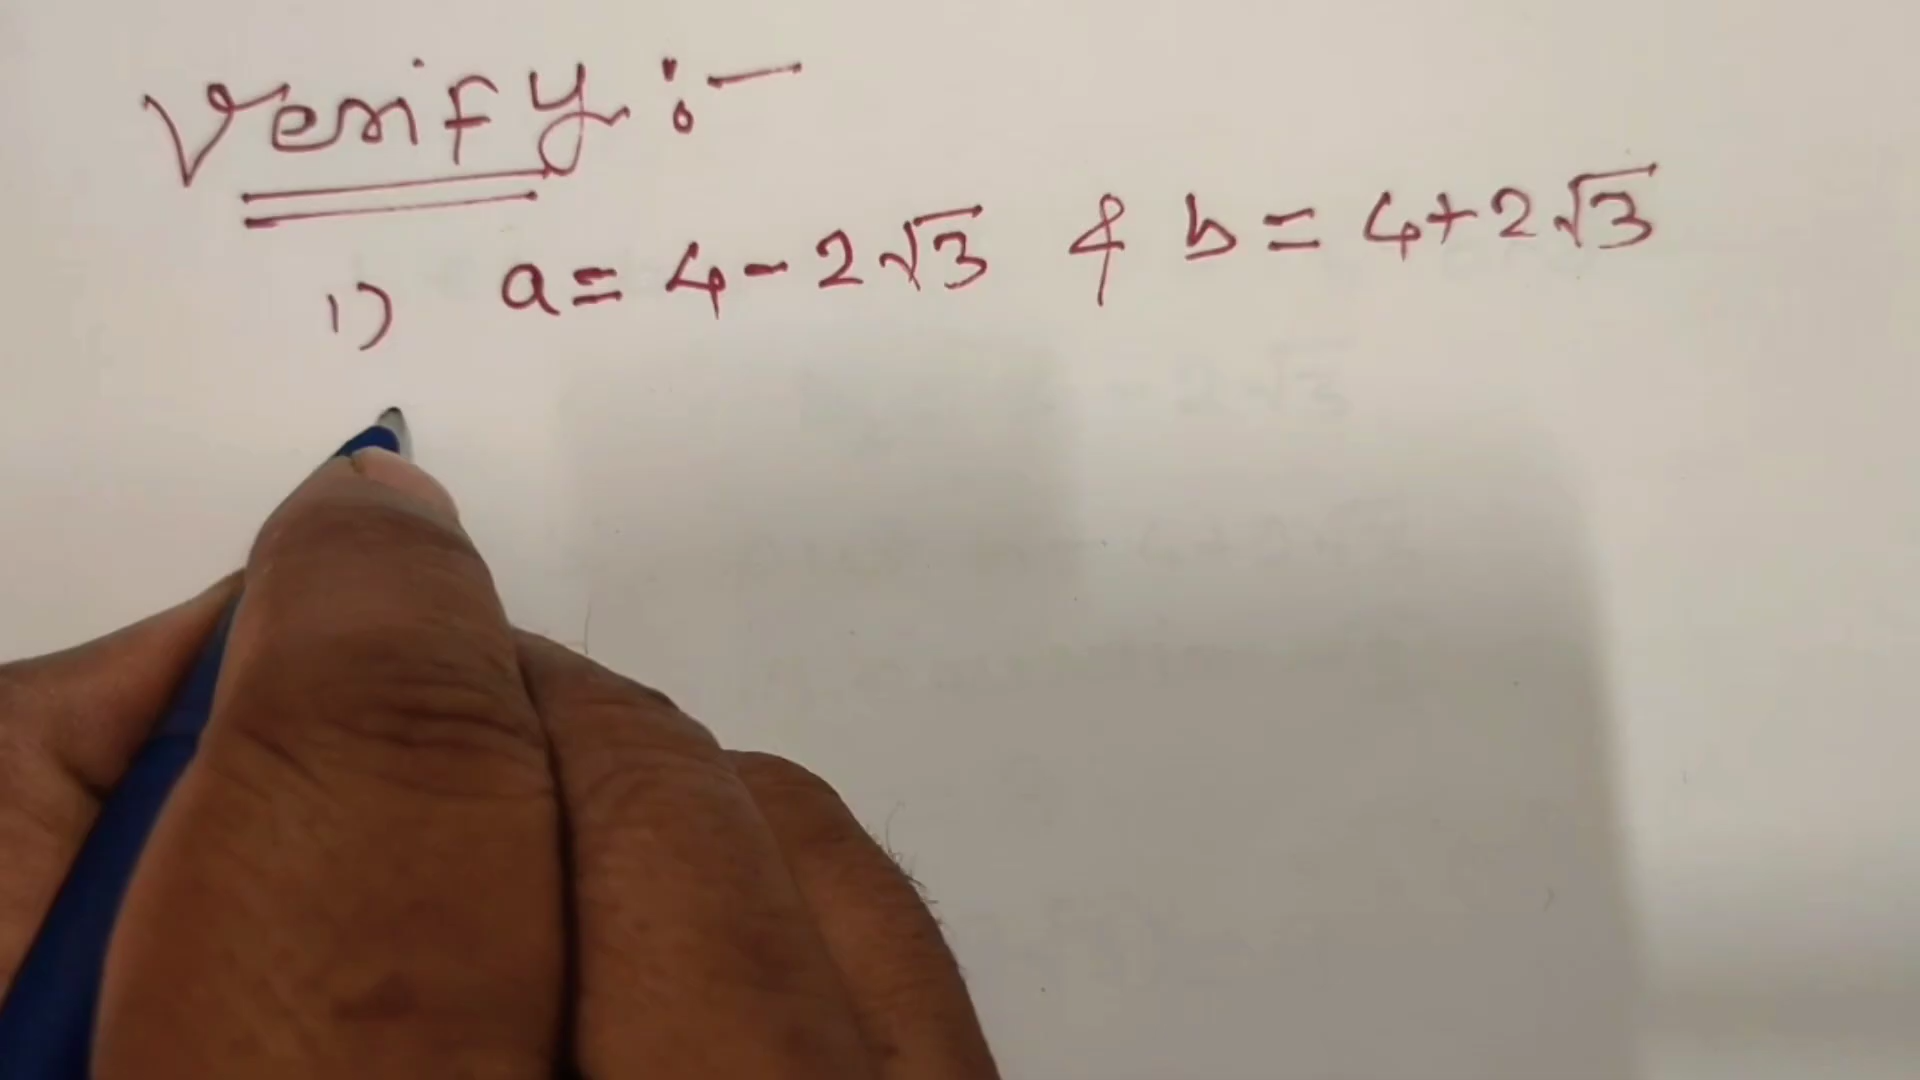 Verify :-
1) a = 4 - 2√3 & b = 4+2√3